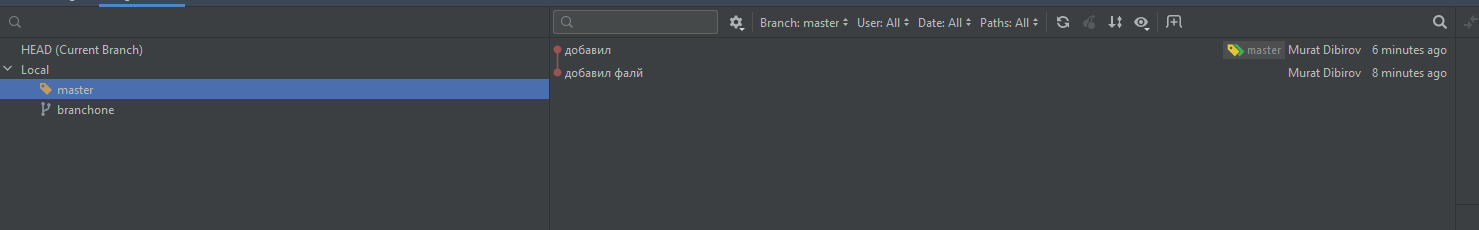 Branch: master User: All Date: All Paths: All
HEAD (Current Branch)
Local
master
branchone
добавил master Murat Dibirov 6 minutes ago
добавил фалй Murat Dibirov 8 minutes ago